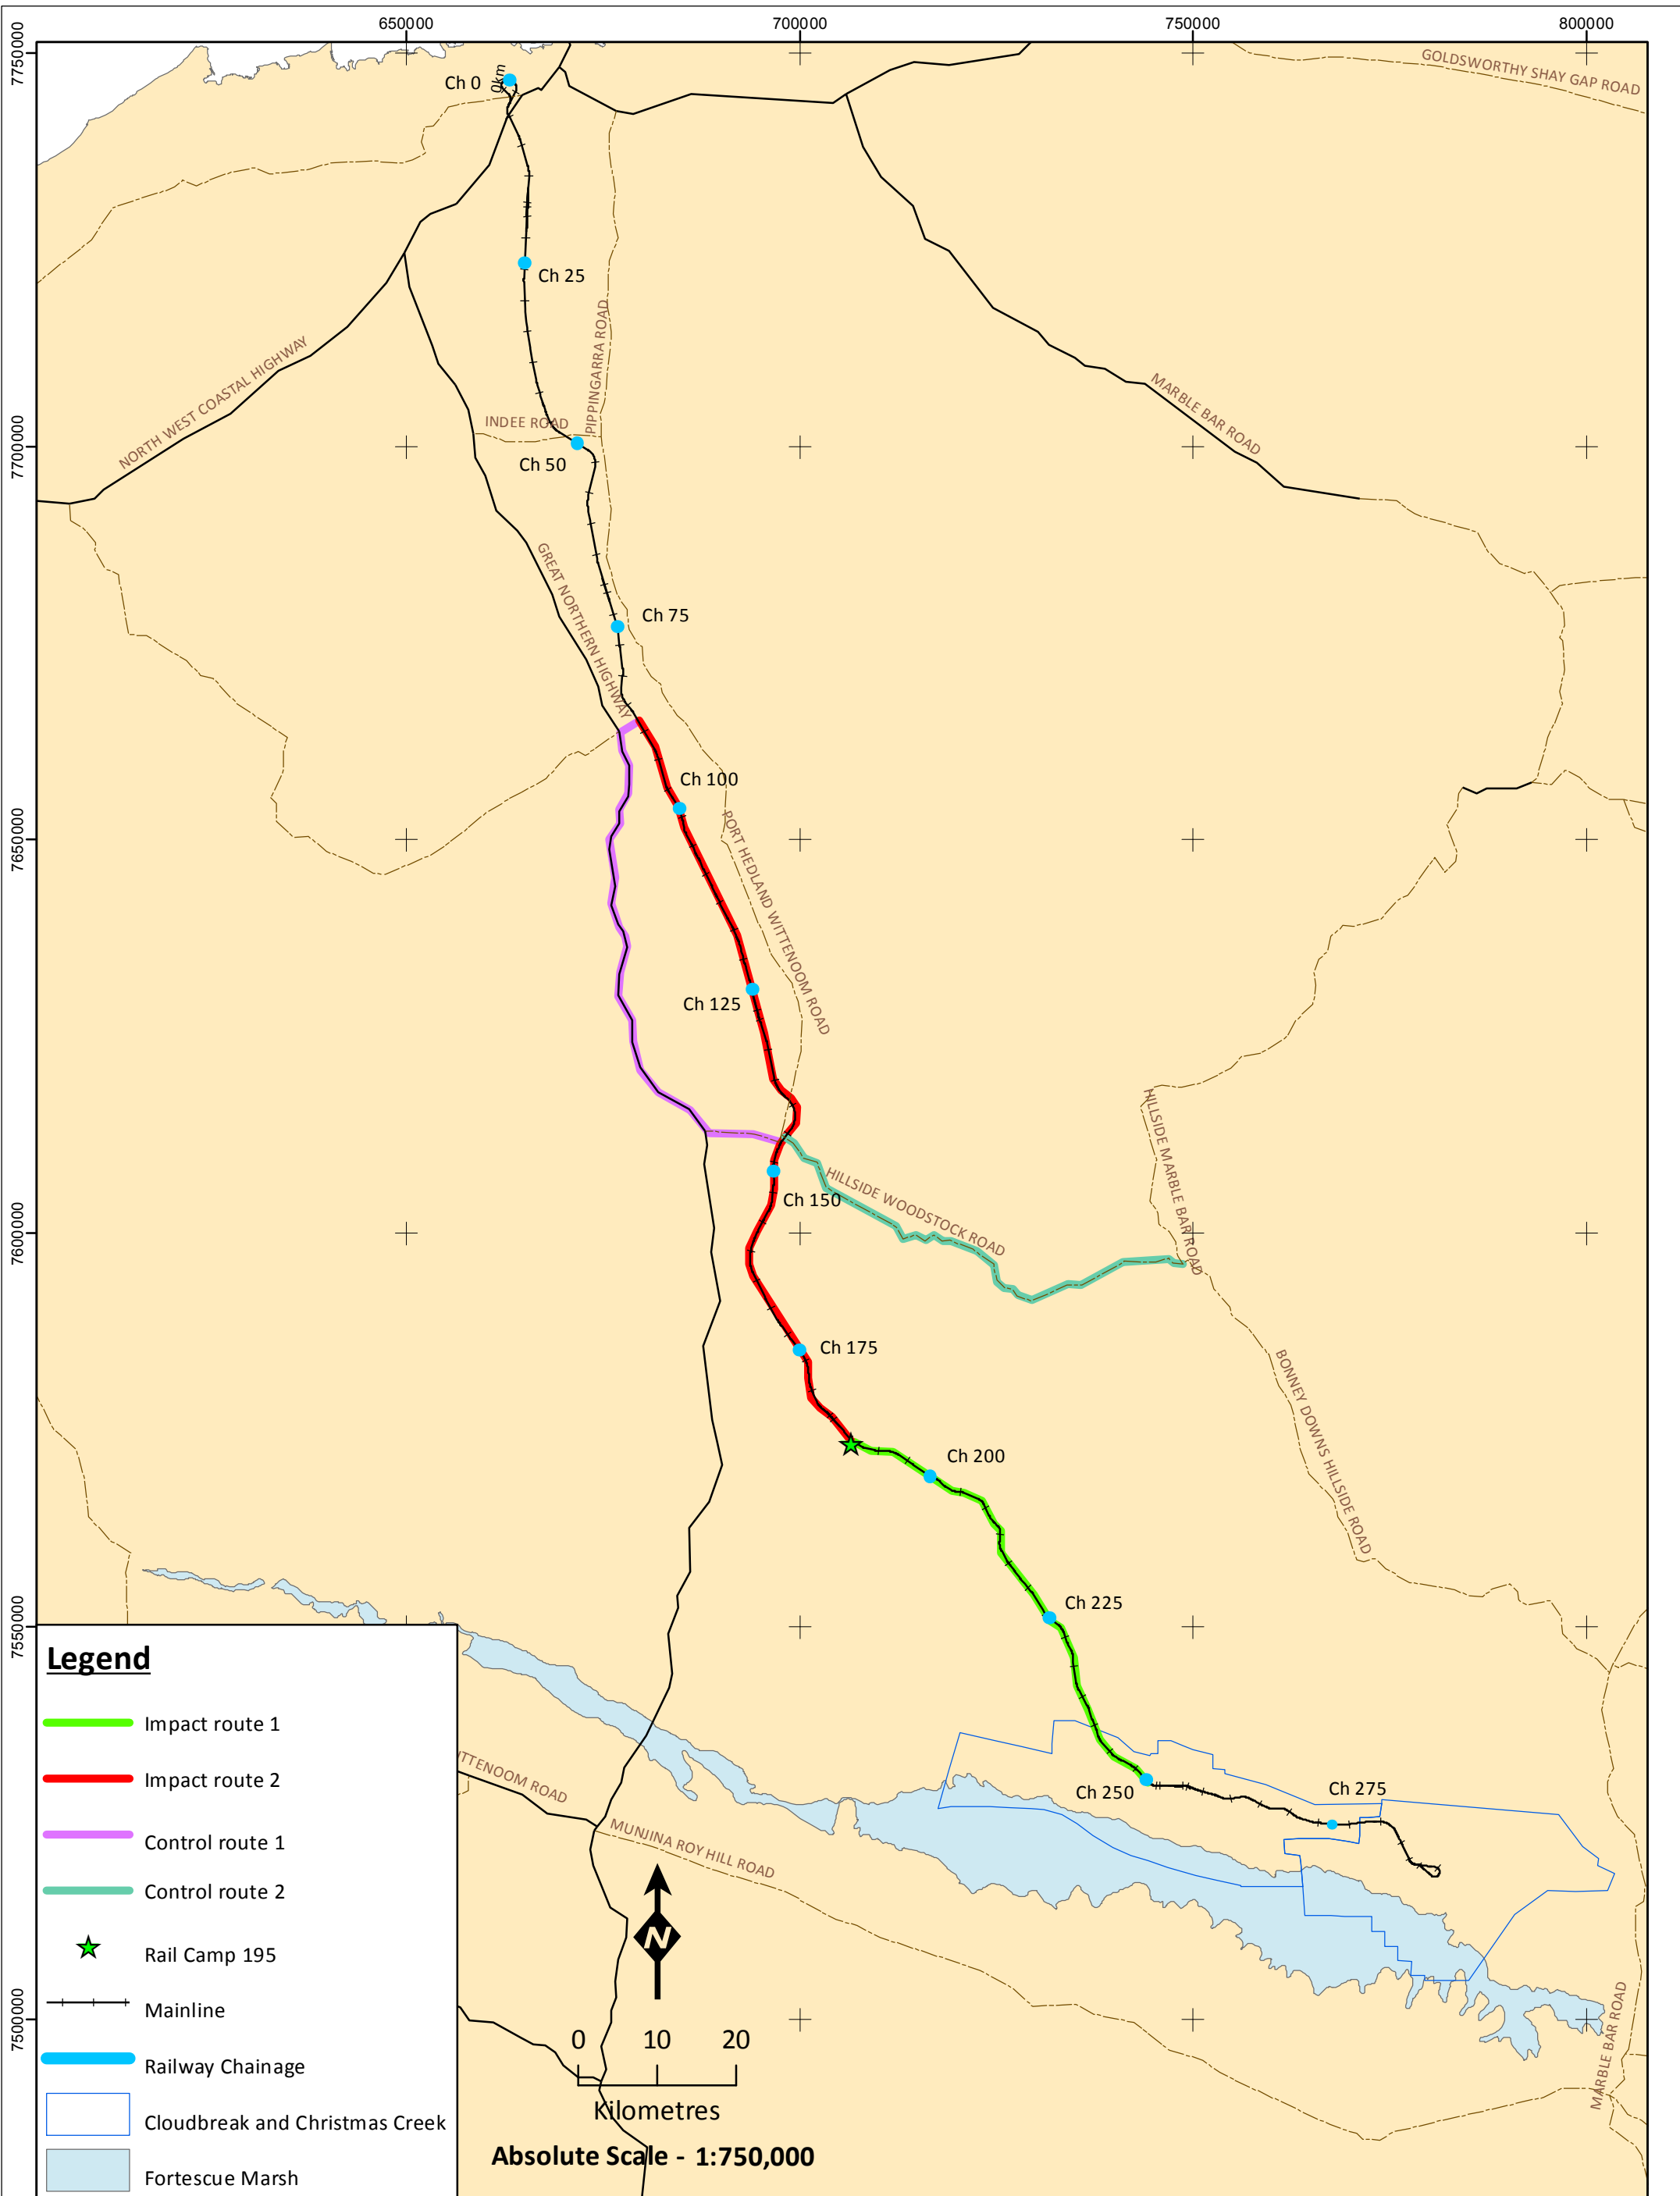 650000
700000
750000
800000
7750000
7700000
7650000
7600000
7550000
7500000
GOLDSWORTHY SHAY GAP ROAD
Ch 0
0km
Ch 25
PIPPINGARRA ROAD
NORTH WEST COASTAL HIGHWAY
MARBLE BAR ROAD
INDEE ROAD
Ch 50
GREAT NORTHERN HIGHWAY
Ch 75
Ch 100
PORT HEDLAND WITTENOOM ROAD
Ch 125
HILLSIDE MARBLE BAR ROAD
Ch 150
HILLSIDE WOODSTOCK ROAD
Ch 175
BONNEY DOWNS HILLSIDE ROAD
Ch 200
Ch 225
Ch 250
Ch 275
ITTENOOM ROAD
MUNJINA ROY HILL ROAD
MARBLE BAR ROAD
N
0 10 20
Kilometres
Absolute Scale - 1:750,000
Legend
Impact route 1
Impact route 2
Control route 1
Control route 2
Rail Camp 195
Mainline
Railway Chainage
Cloudbreak and Christmas Creek
Fortescue Marsh